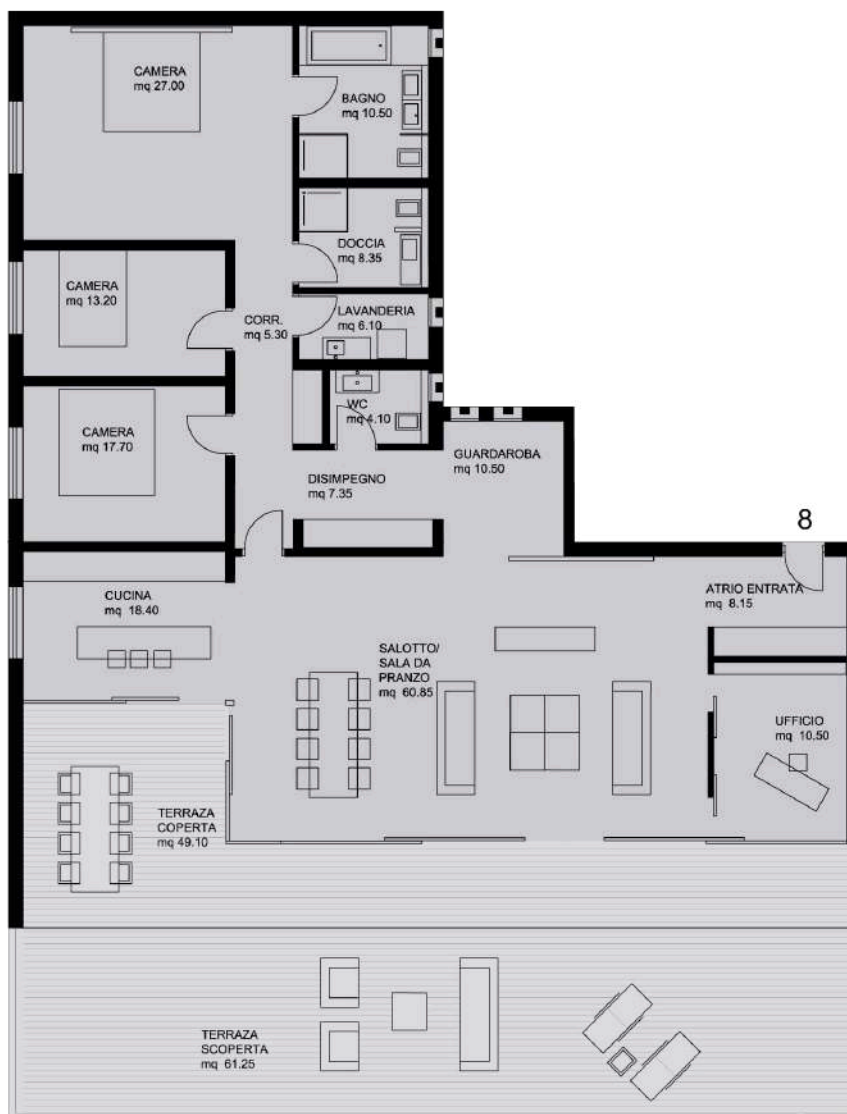 CAMERA
mq 27.00
BAGNO
mq 10.50
DOCCIA
mq 8.35
CAMERA
mq 13.20
LAVANDERIA
mq 6.10
CORR.
mq 5.30
WC
mq 4.10
CAMERA
mq 17.70
GUARDAROBA
mq 10.50
DISIMPEGNO
mq 7.35
8
ATRIO ENTRATA
mq 8.15
CUCINA
mq 18.40
SALOTTO/
SALA DA
PRANZO
mq 60.85
UFFICIO
mq 10.50
TERRAZA
COPERTA
mq 49.10
TERRAZA
SCOPERTA
mq 61.25